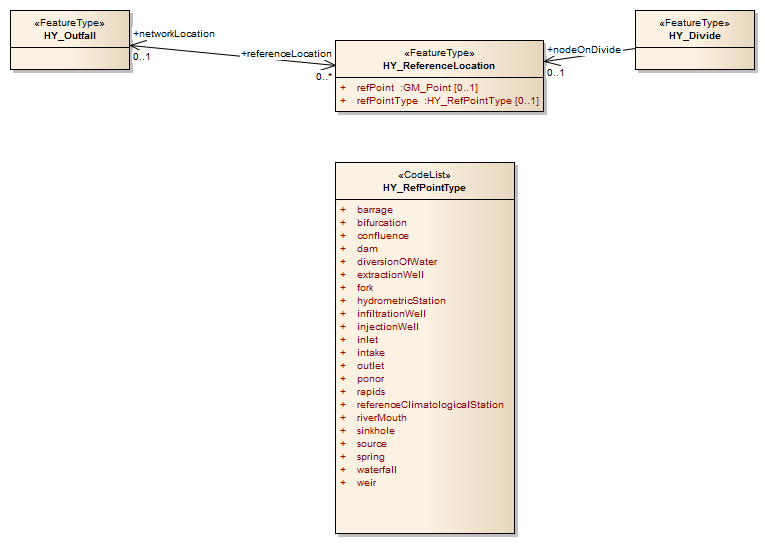 «FeatureType»
HY_Outfall
+networkLocation
0..1
+referenceLocation
0..*
«FeatureType»
HY_ReferenceLocation
+ refPoint :GM_Point [0..1]
+ refPointType :HY_RefPointType [0..1]
+nodeOnDivide
0..1
«FeatureType»
HY_Divide
«CodeList»
HY_RefPointType
+ barrage
+ bifurcation
+ confluence
+ dam
+ diversionOfWater
+ extractionWell
+ fork
+ hydrometricStation
+ infiltrationWell
+ injectionWell
+ inlet
+ intake
+ outlet
+ ponor
+ rapids
+ referenceClimatologicalStation
+ riverMouth
+ sinkhole
+ source
+ spring
+ waterfall
+ weir